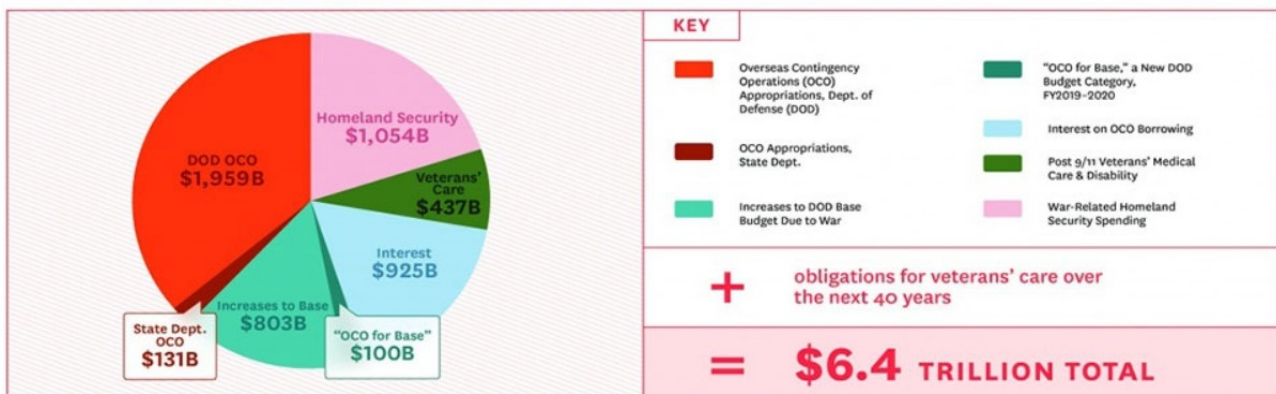 Homeland Security
$1,054B
DOD OCO
$1,959B
Veterans'
Care
$437B
Interest
$925B
Increases to Base
$803B
State Dept.
OCO
$131B
"OCO for Base"
$100B
KEY
Overseas Contingency
Operations (OCO)
Appropriations, Dept. of
Defense (DOD)
OCO Appropriations,
State Dept.
Increases to DOD Base
Budget Due to War
"OCO for Base," a New DOD
Budget Category,
FY2019–2020
Interest on OCO Borrowing
Post 9/11 Veterans' Medical
Care & Disability
War-Related Homeland
Security Spending
+ obligations for veterans' care over
the next 40 years
= $6.4 TRILLION TOTAL